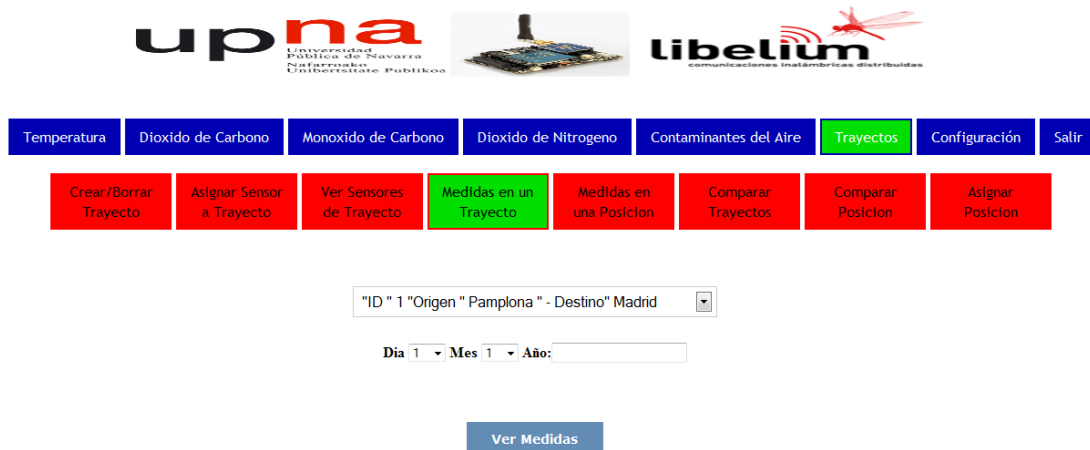 upna
Universidad
Pública de Navarra
Nafarroako
Unibertsitate Publikoa
libelium
comunicaciones inalámbricas distribuidas
Temperatura Dioxido de Carbono Monoxido de Carbono Dioxido de Nitrogeno Contaminantes del Aire Trayectos Configuración Salir
Crear/Borrar Trayecto
Asignar Sensor a Trayecto
Ver Sensores de Trayecto
Medidas en un Trayecto
Medidas en una Posicion
Comparar Trayectos
Comparar Posicion
Asignar Posicion
"ID " 1 "Origen " Pamplona " - Destino" Madrid
Dia 1 Mes 1 Año:
Ver Medidas